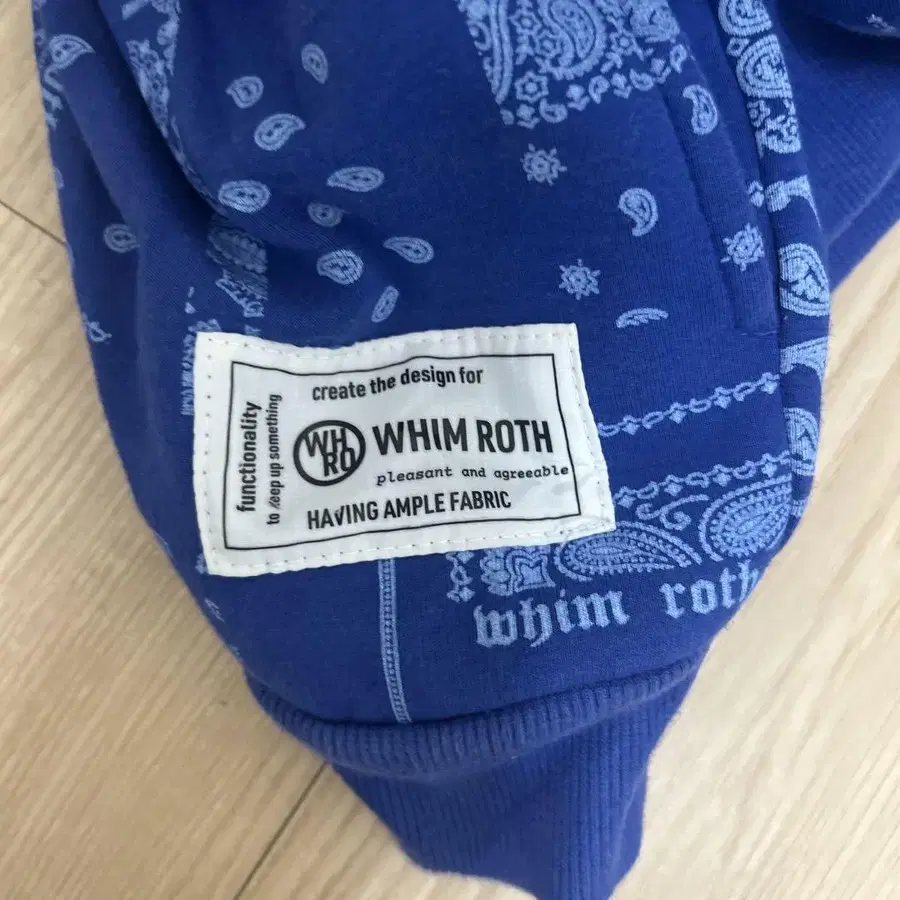 create the design for
functionality
to keep up something
WH
RO
WHIM ROTH
pleasant and agreeable
HAVING AMPLE FABRIC
whim roth